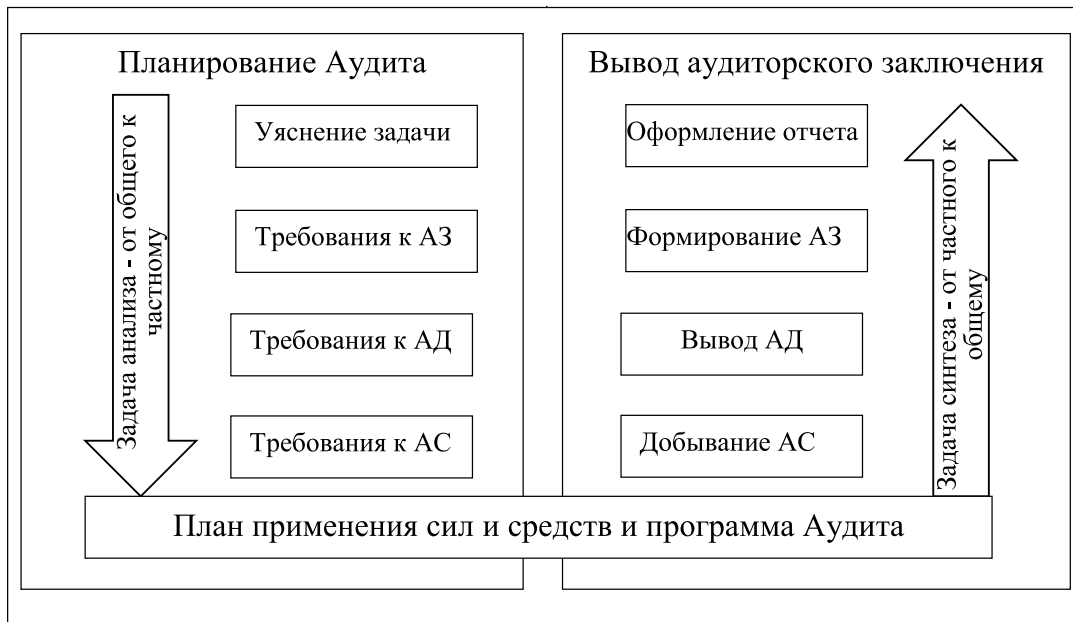 Планирование Аудита
Задача анализа - от общего к
частному
Уяснение задачи
Требования к АЗ
Требования к АД
Требования к АС
Вывод аудиторского заключения
Оформление отчета
Формирование АЗ
Вывод АД
Добывание АС
Задача синтеза - от частного к
общему
План применения сил и средств и программа Аудита